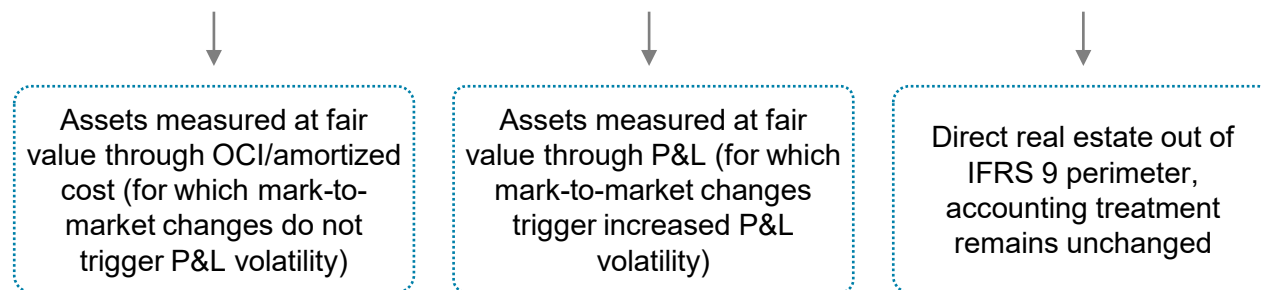 Assets measured at fair
value through OCI/amortized
cost (for which mark-to-
market changes do not
trigger P&L volatility)
Assets measured at fair
value through P&L (for which
mark-to-market changes
trigger increased P&L
volatility)
Direct real estate out of
IFRS 9 perimeter,
accounting treatment
remains unchanged